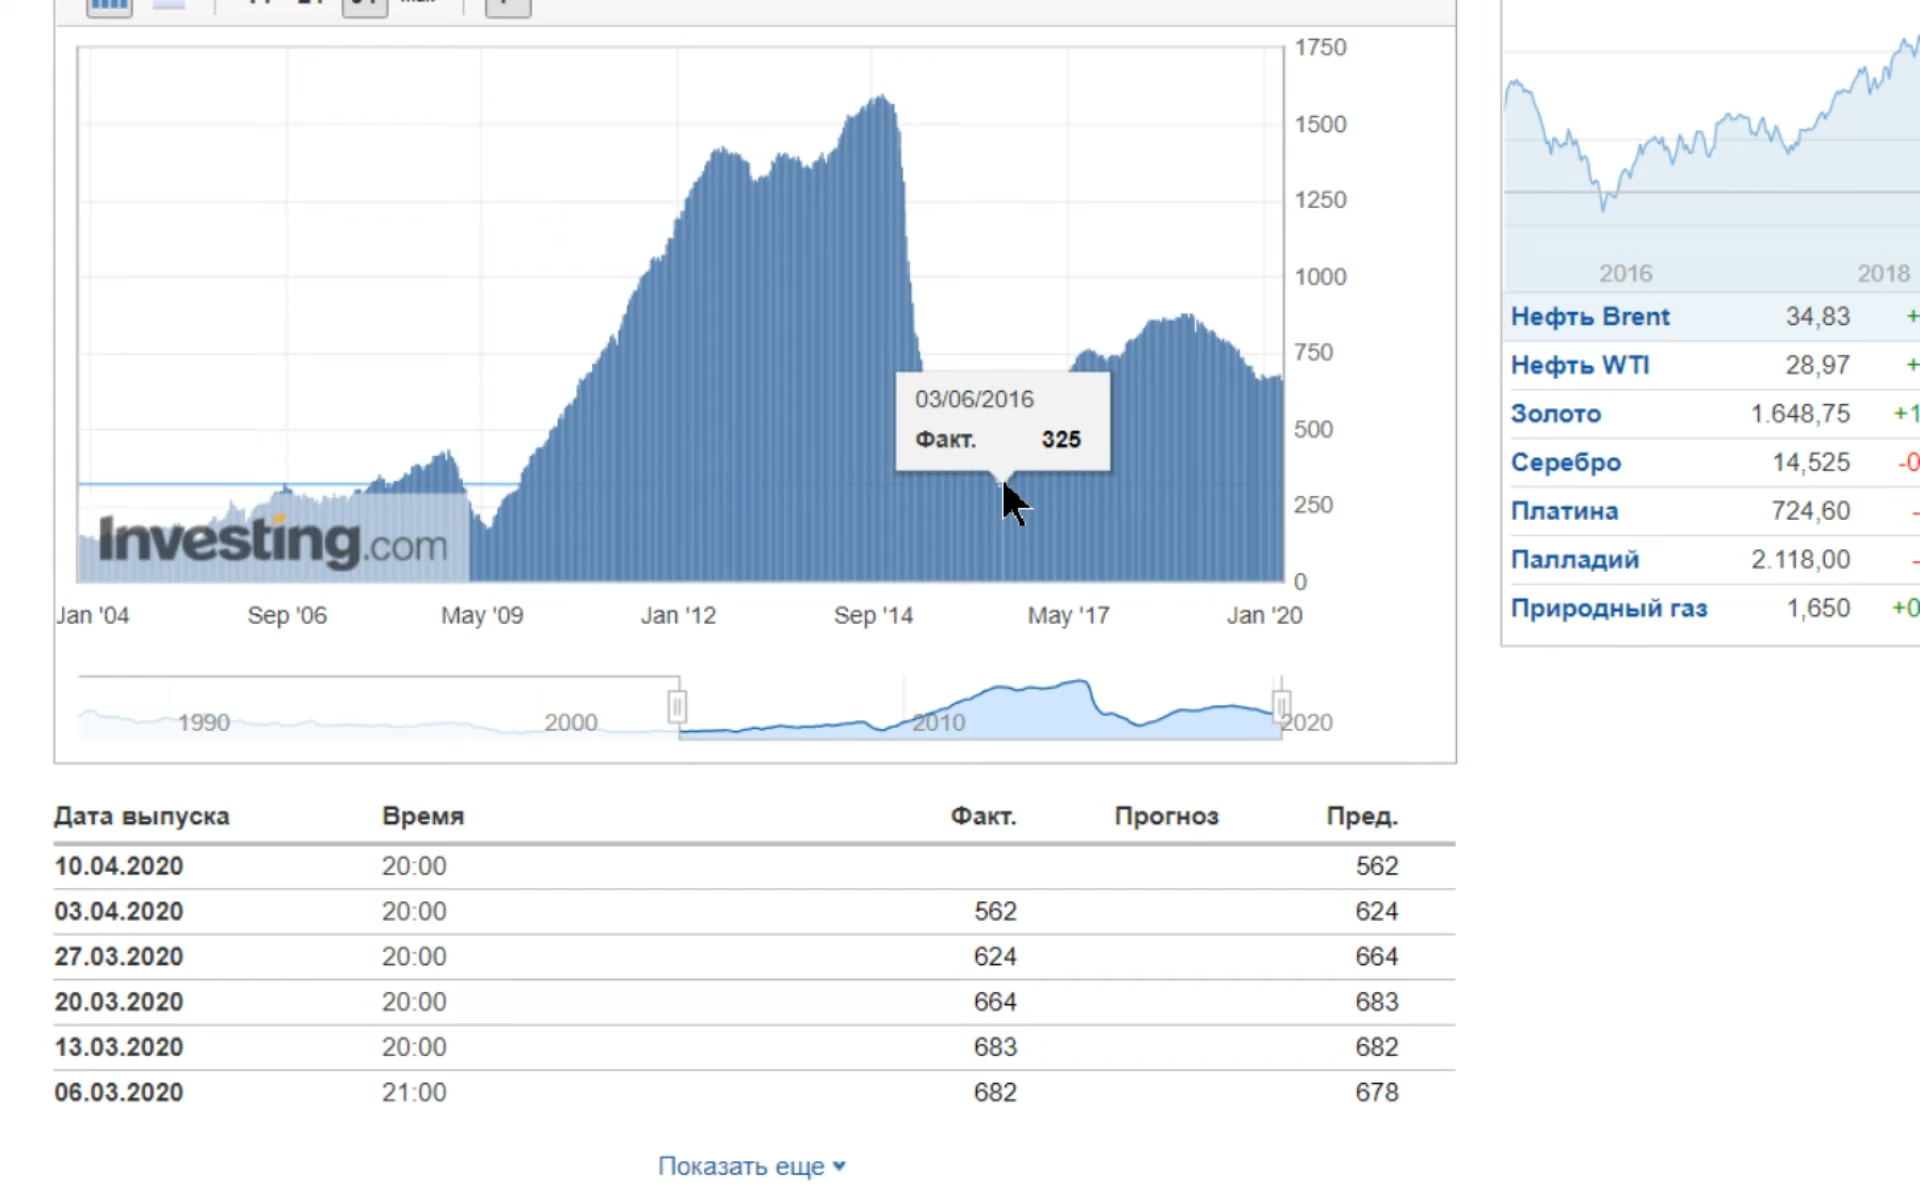 1750
1500
1250
1000
750
500
250
0
03/06/2016
Факт. 325
Investing.com
Jan '04 Sep '06 May '09 Jan '12 Sep '14 May '17 Jan '20
1990 2000 2010 2020
Дата выпуска Время Факт. Прогноз Пред.
10.04.2020 20:00 562
03.04.2020 20:00 562 624
27.03.2020 20:00 624 664
20.03.2020 20:00 664 683
13.03.2020 20:00 683 682
06.03.2020 21:00 682 678
Показать еще
2016 2018
Нефть Brent 34,83 +
Нефть WTI 28,97 +
Золото 1.648,75 +1
Серебро 14,525 -0
Платина 724,60 -
Палладий 2.118,00 -
Природный газ 1,650 +0